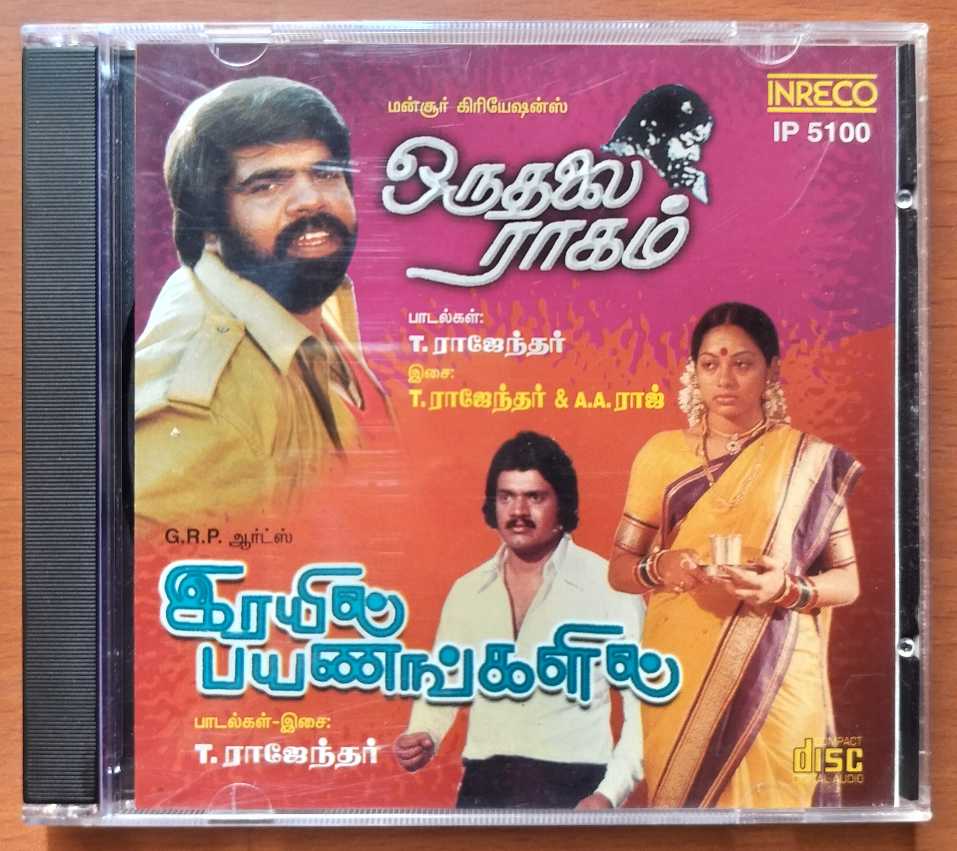 மன்சூர் கிரியேஷன்ஸ்
INRECO
IP 5100
ஒருதலை
ராகம்
பாடல்கள்:
T. ராஜேந்தர்
இசை:
T. ராஜேந்தர் & A.A. ராஜ்
G.R.P. ஆர்ட்ஸ்
இரயில்
பயணங்களில்
பாடல்கள்-இசை:
T. ராஜேந்தர்
COMPACT
disc
DIGITAL AUDIO